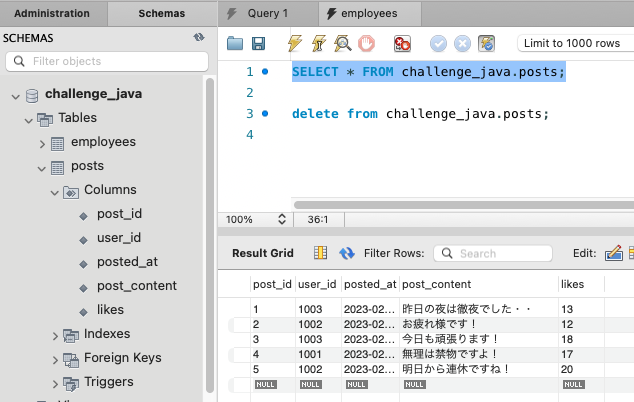 Administration Schemas Query 1 employees
SCHEMAS
Filter objects
challenge_java
Tables
employees
posts
Columns
post_id
user_id
posted_at
post_content
likes
Indexes
Foreign Keys
Triggers
Limit to 1000 rows
1 SELECT * FROM challenge_java.posts;
2
3 delete from challenge_java.posts;
4
100% 36:1
Result Grid Filter Rows: Search Edit:
post_id user_id posted_at post_content likes
1 1003 2023-02... 昨日の夜は徹夜でした・・ 13
2 1002 2023-02... お疲れ様です！ 12
3 1003 2023-02... 今日も頑張ります！ 18
4 1001 2023-02... 無理は禁物ですよ！ 17
5 1002 2023-02... 明日から連休ですね！ 20
NULL NULL NULL NULL NULL